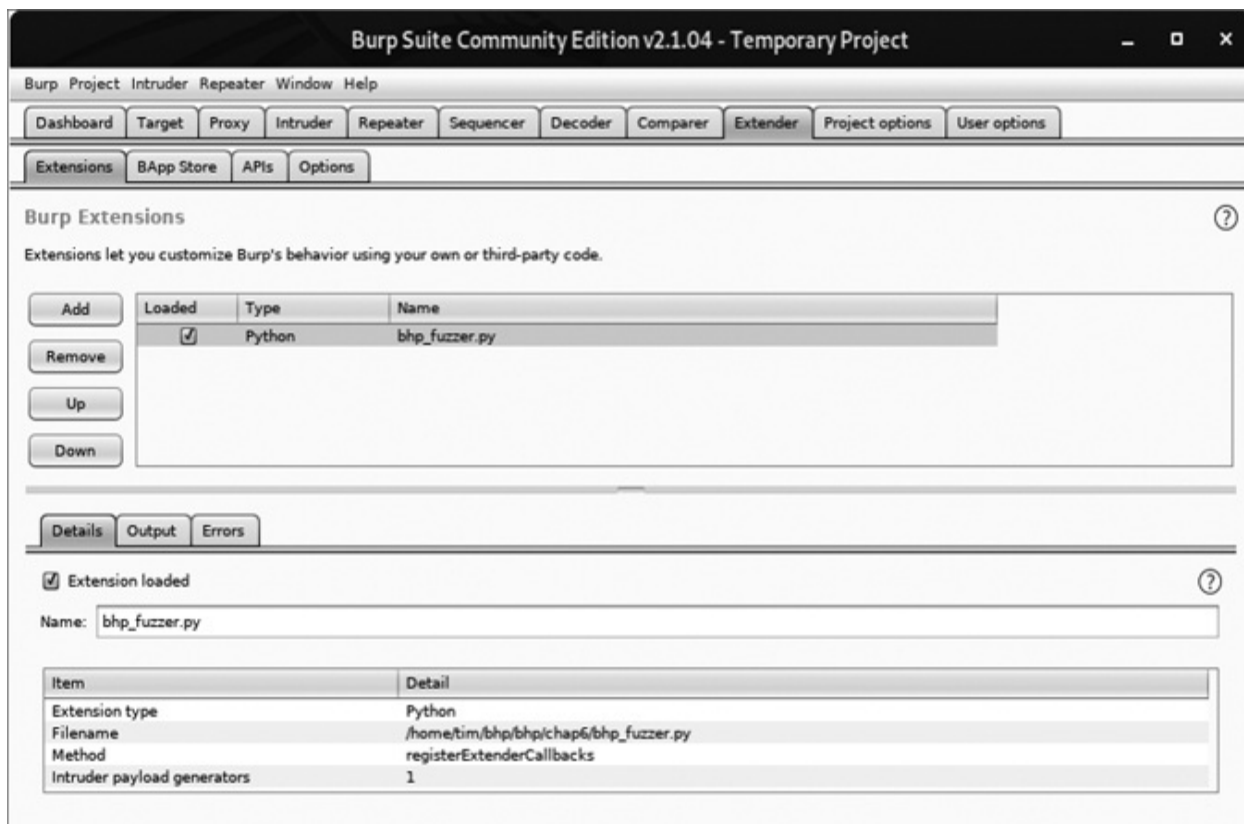 Burp Suite Community Edition v2.1.04 - Temporary Project
Burp Project Intruder Repeater Window Help
Dashboard Target Proxy Intruder Repeater Sequencer Decoder Comparer Extender Project options User options
Extensions BApp Store APIs Options
Burp Extensions
Extensions let you customize Burp's behavior using your own or third-party code.
Add
Remove
Up
Down
Loaded Type Name
Python bhp_fuzzer.py
Details Output Errors
Extension loaded
Name: bhp_fuzzer.py
Item Detail
Extension type Python
Filename /home/tim/bhp/bhp/chap6/bhp_fuzzer.py
Method registerExtenderCallbacks
Intruder payload generators 1